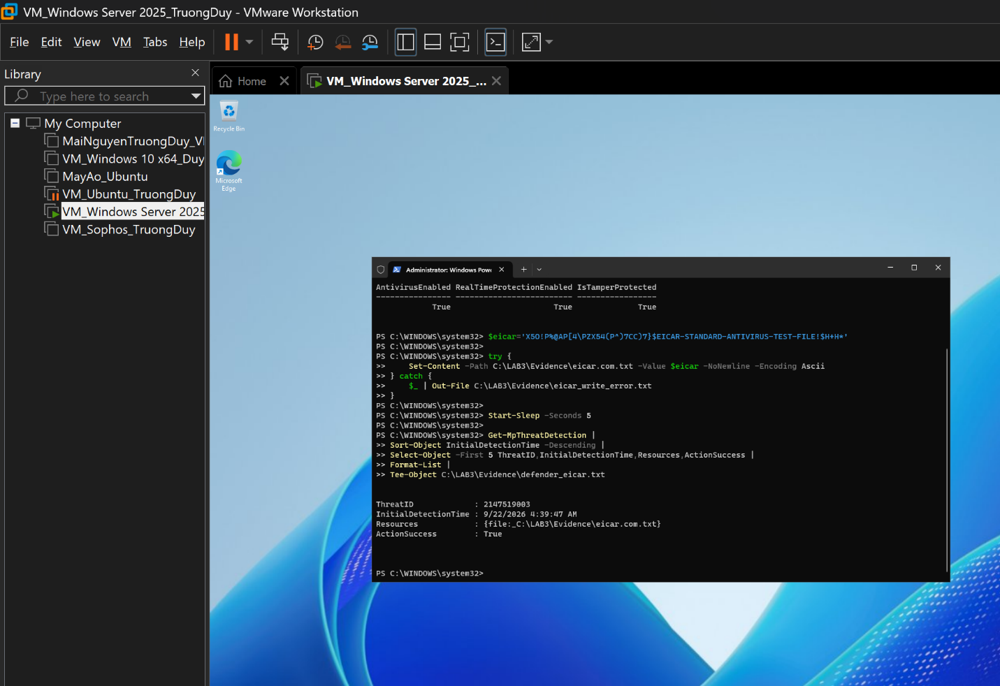 VM_Windows Server 2025_TruongDuy - VMware Workstation
File Edit View VM Tabs Help
Library
Type here to search
My Computer
MaiNguyenTruongDuy_VI
VM_Windows 10 x64_Duy
MayAo_Ubuntu
VM_Ubuntu_TruongDuy
VM_Windows Server 2025
VM_Sophos_TruongDuy
Home
VM_Windows Server 2025_...
Recycle Bin
Microsoft
Edge
Administrator: Windows Pow
AntivirusEnabled RealTimeProtectionEnabled IsTamperProtected
---------------- ------------------------- -----------------
True True True
PS C:\WINDOWS\system32> $eicar='X5O!P%@AP[4\PZX54(P^)7CC)7}$EICAR-STANDARD-ANTIVIRUS-TEST-FILE!$H+H*'
PS C:\WINDOWS\system32>
PS C:\WINDOWS\system32> try {
>> Set-Content -Path C:\LAB3\Evidence\eicar.com.txt -Value $eicar -NoNewline -Encoding Ascii
>> } catch {
>> $_ | Out-File C:\LAB3\Evidence\eicar_write_error.txt
>> }
PS C:\WINDOWS\system32>
PS C:\WINDOWS\system32> Start-Sleep -Seconds 5
PS C:\WINDOWS\system32>
PS C:\WINDOWS\system32> Get-MpThreatDetection |
>> Sort-Object InitialDetectionTime -Descending |
>> Select-Object -First 5 ThreatID,InitialDetectionTime,Resources,ActionSuccess |
>> Format-List |
>> Tee-Object C:\LAB3\Evidence\defender_eicar.txt
ThreatID : 2147519003
InitialDetectionTime : 9/22/2026 4:39:47 AM
Resources : {file:_C:\LAB3\Evidence\eicar.com.txt}
ActionSuccess : True
PS C:\WINDOWS\system32>